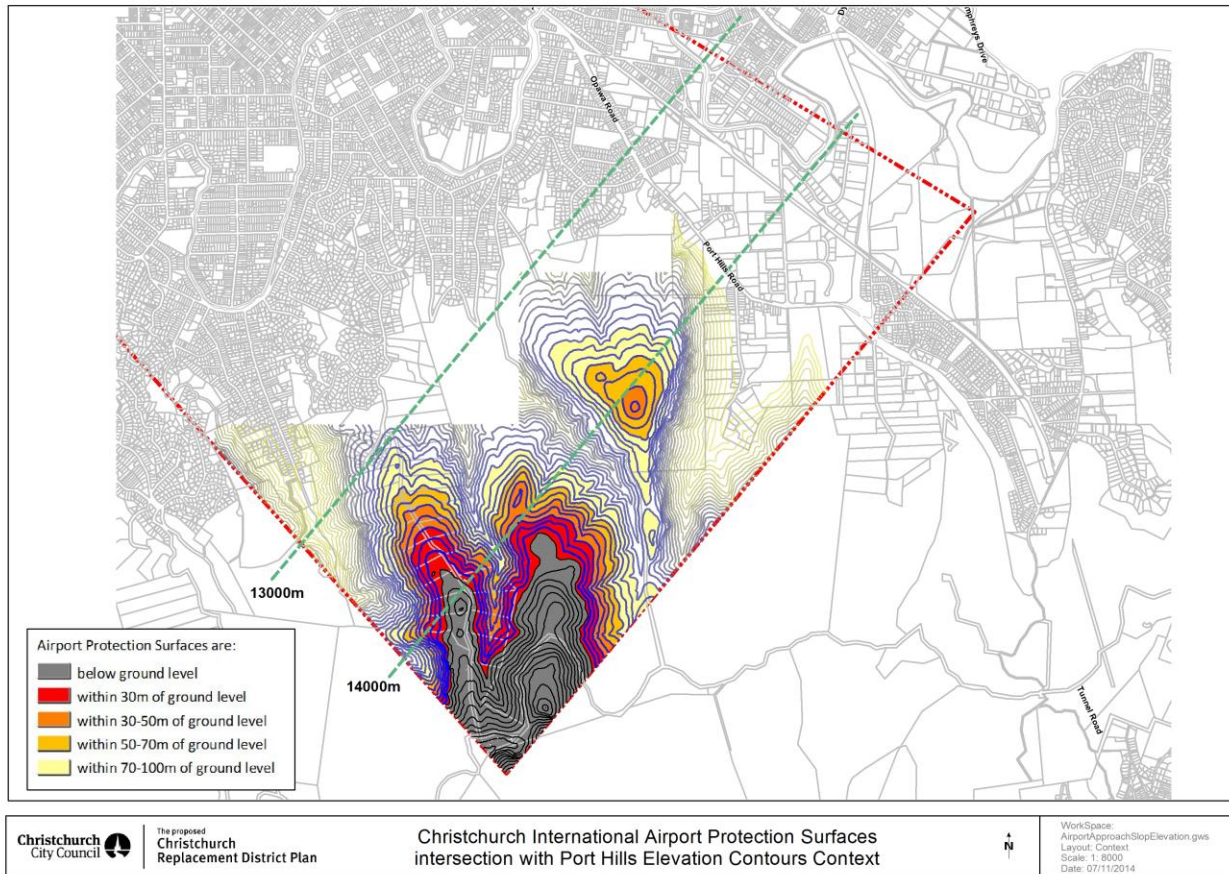 Dy
mphreys Drive
Opawa Road
Port Hills Road
13000m
14000m
Tunnel Road
Airport Protection Surfaces are:
below ground level
within 30m of ground level
within 30-50m of ground level
within 50-70m of ground level
within 70-100m of ground level
Christchurch
City Council
The proposed
Christchurch
Replacement District Plan
Christchurch International Airport Protection Surfaces
intersection with Port Hills Elevation Contours Context
N
WorkSpace:
AirportApproachSlopElevation.gws
Layout: Context
Scale: 1: 8000
Date: 07/11/2014